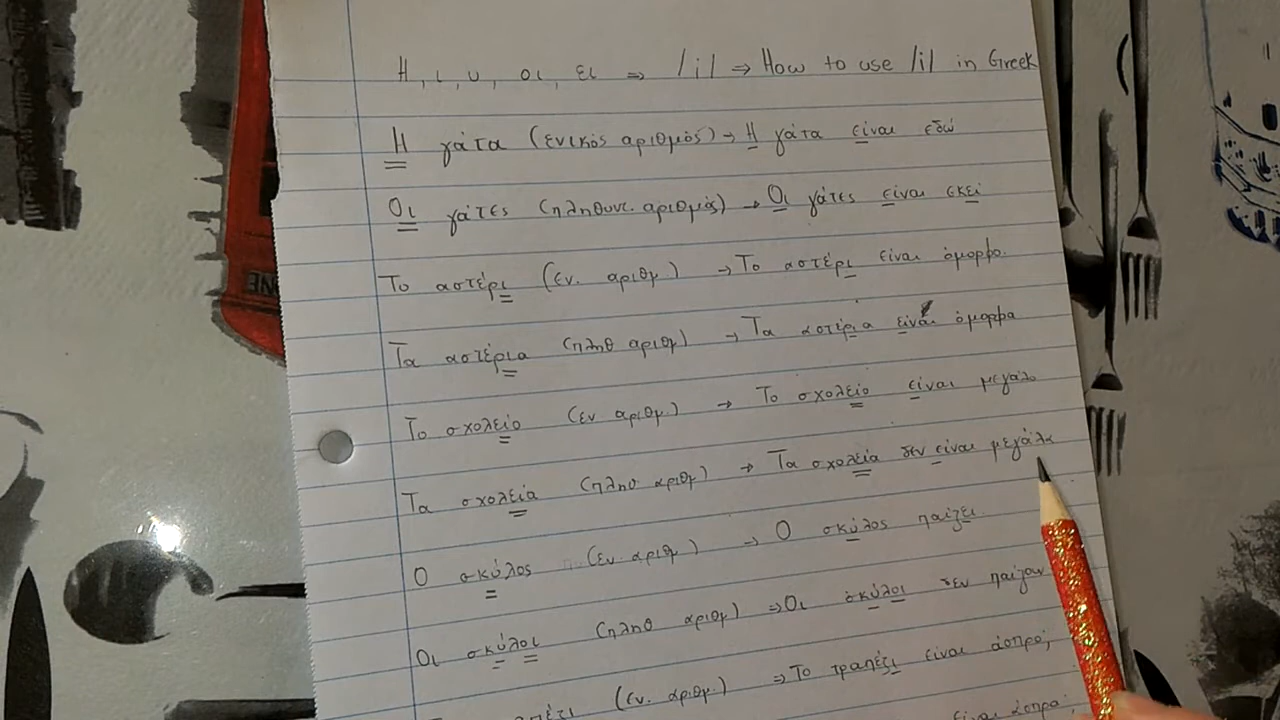 Η, ι, υ, οι, ει ⇒ /i/ ⇒ How to use /i/ in Greek
Η γάτα (ενικός αριθμός) → Η γάτα είναι εδώ
Οι γάτες (πληθυντ. αριθμός) → Οι γάτες είναι εκεί
Το αστέρι (εν. αριθμ.) → Το αστέρι είναι όμορφο.
Τα αστέρια (πληθ αριθμ) → Τα αστέρια είναι όμορφα
Το σχολείο (εν αριθμ.) → Το σχολείο είναι μεγάλο
Τα σχολεία (πληθ αριθμ) → Τα σχολεία δεν είναι μεγάλα
Ο σκύλος (εν. αριθμ) → Ο σκύλος παίζει.
Οι σκύλοι (πληθ αριθμ) ⇒ Οι σκύλοι δεν παίζουν
(εν. αριθμ) ⇒ Το τραπέζι είναι άσπρο;
είναι άσπρα;